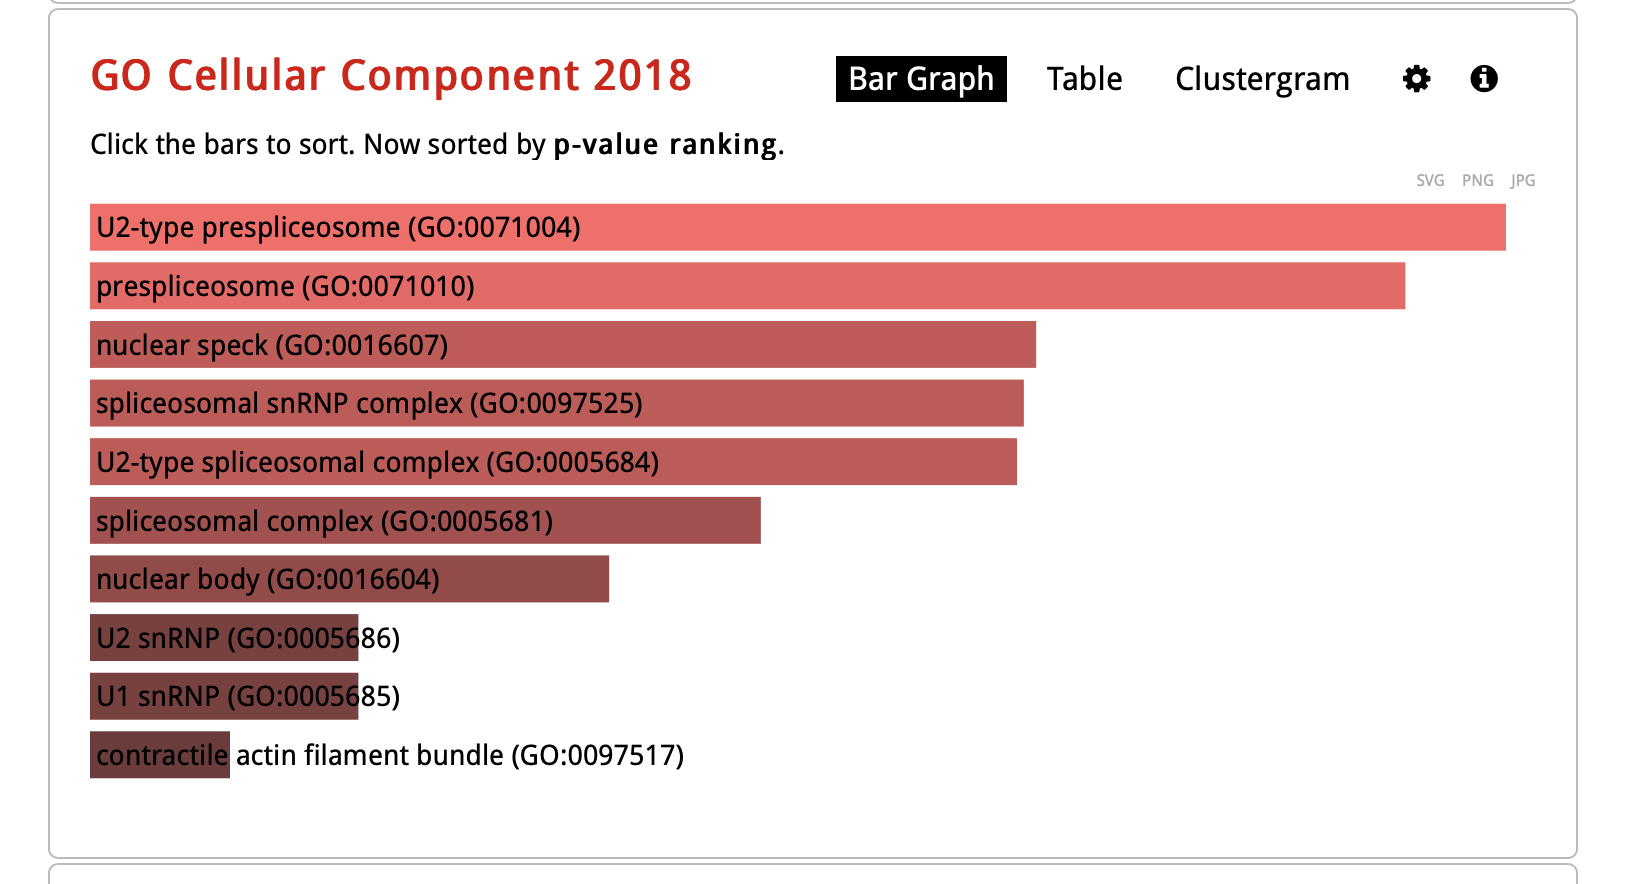 GO Cellular Component 2018
Bar Graph Table Clustergram
Click the bars to sort. Now sorted by p-value ranking.
SVG PNG JPG
U2-type prespliceosome (GO:0071004)
prespliceosome (GO:0071010)
nuclear speck (GO:0016607)
spliceosomal snRNP complex (GO:0097525)
U2-type spliceosomal complex (GO:0005684)
spliceosomal complex (GO:0005681)
nuclear body (GO:0016604)
U2 snRNP (GO:0005686)
U1 snRNP (GO:0005685)
contractile actin filament bundle (GO:0097517)